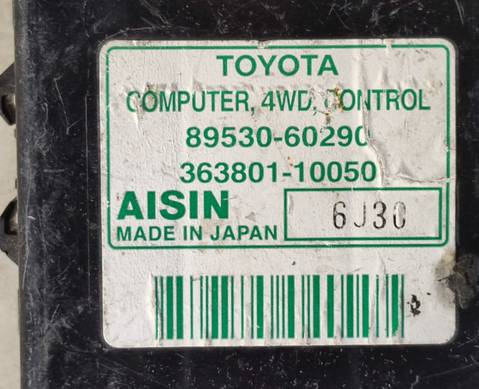 TOYOTA
COMPUTER, 4WD, CONTROL
89530-60290
363801-10050
AISIN
MADE IN JAPAN
6J30